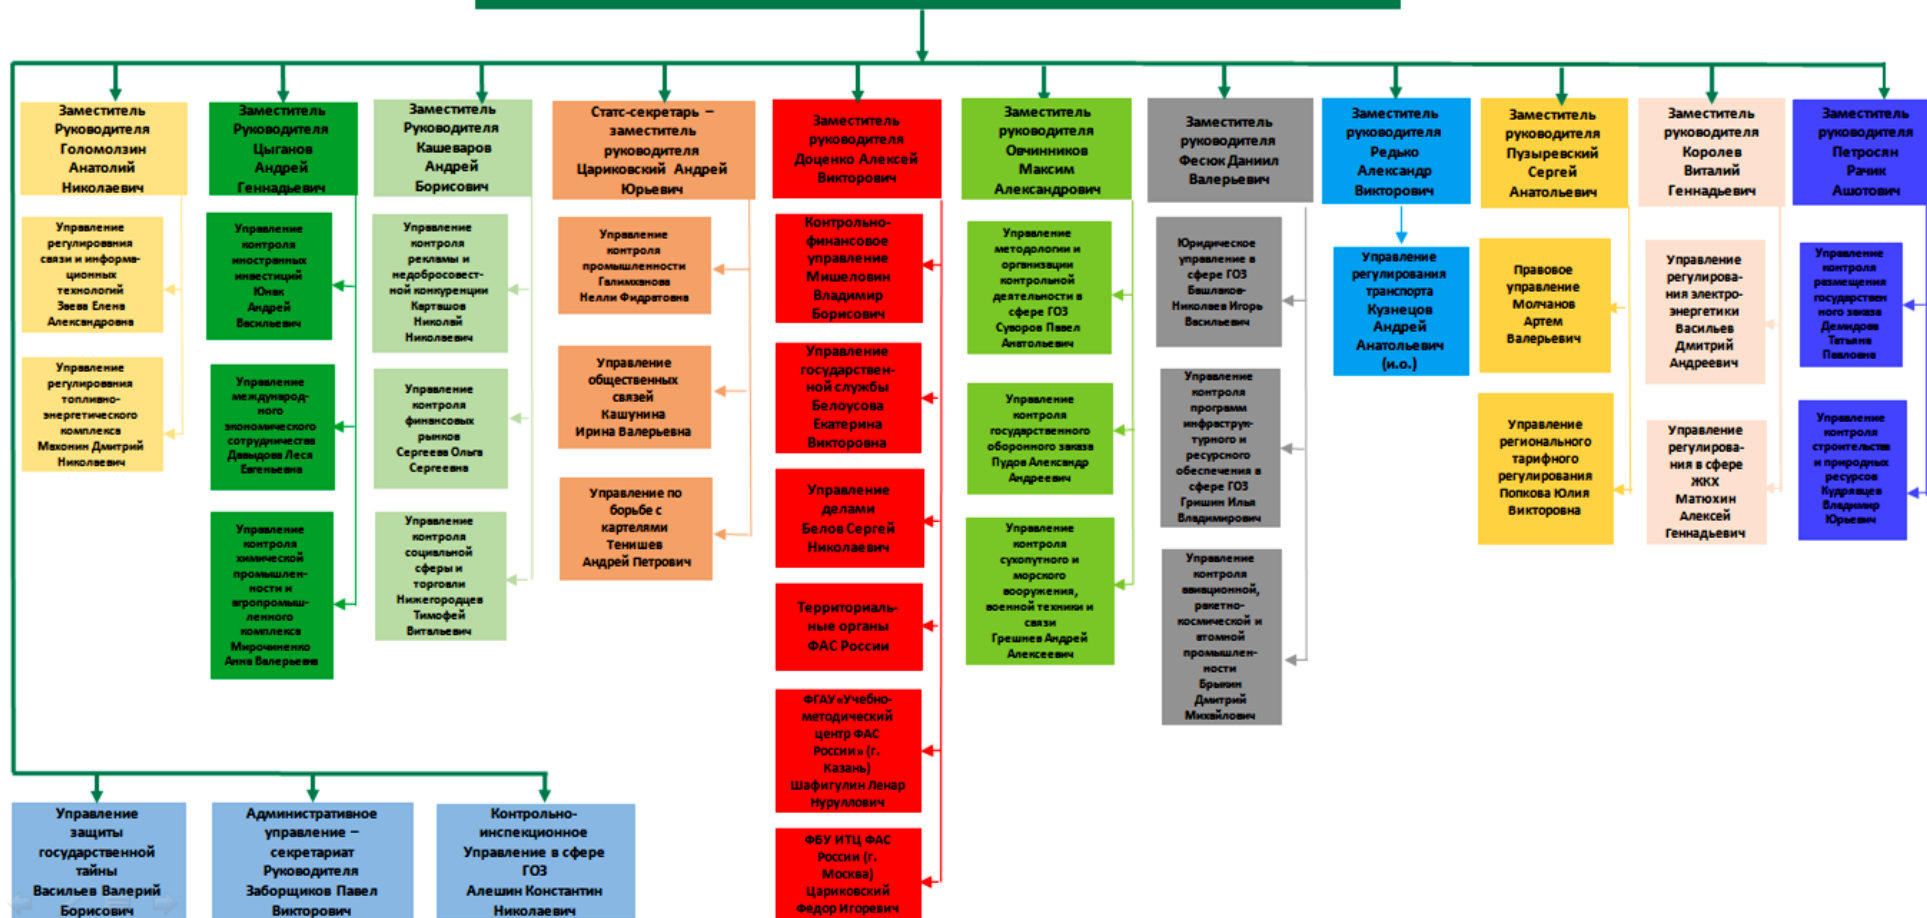 Заместитель
Руководителя
Голомолзин
Анатолий
Николаевич
Управление
регулирования
связи и информа-
ционных
технологий
Заева Елена
Александровна
Управление
регулирования
топливно-
энергетического
комплекса
Махонин Дмитрий
Николаевич
Заместитель
Руководителя
Цыганов
Андрей
Геннадьевич
Управление
контроля
иностранных
инвестиций
Юнак
Андрей
Васильевич
Управление
международ-
ного
экономического
сотрудничества
Давыдова Леся
Евгеньевна
Управление
контроля
химической
промышлен-
ности и
агропромыш-
ленного
комплекса
Мирочиненко
Анна Валерьевна
Заместитель
Руководителя
Кашеваров
Андрей
Борисович
Управление
контроля
рекламы и
недобросовест-
ной конкуренции
Карташов
Николай
Николаевич
Управление
контроля
финансовых
рынков
Сергеева Ольга
Сергеевна
Управление
контроля
социальной
сферы и
торговли
Нижегородцев
Тимофей
Витальевич
Статс-секретарь –
заместитель
руководителя
Цариковский Андрей
Юрьевич
Управление
контроля
промышленности
Галимханова
Нелли Фидратовна
Управление
общественных
связей
Кашунина
Ирина Валерьевна
Управление по
борьбе с
картелями
Тенишев
Андрей Петрович
Заместитель
руководителя
Доценко Алексей
Викторович
Контрольно-
финансовое
управление
Мишеловин
Владимир
Борисович
Управление
государствен-
ной службы
Белоусова
Екатерина
Викторовна
Управление
делами
Белов Сергей
Николаевич
Территориаль-
ные органы
ФАС России
ФГАУ «Учебно-
методический
центр ФАС
России» (г.
Казань)
Шафигулин Ленар
Нуруллович
ФБУ ИТЦ ФАС
России (г.
Москва)
Цариковский
Федор Игоревич
Заместитель
руководителя
Овчинников
Максим
Александрович
Управление
методологии и
организации
контрольной
деятельности в
сфере ГОЗ
Суворов Павел
Анатольевич
Управление
контроля
государственного
оборонного заказа
Пудов Александр
Андреевич
Управление
контроля
сухопутного и
морского
вооружения,
военной техники и
связи
Грешнев Андрей
Алексеевич
Заместитель
руководителя
Фесюк Даниил
Валерьевич
Юридическое
управление в
сфере ГОЗ
Башлаков-
Николаев Игорь
Васильевич
Управление
контроля
программ
инфраструк-
турного и
ресурсного
обеспечения в
сфере ГОЗ
Гришин Илья
Владимирович
Управление
контроля
авиационной,
ракетно-
космической и
атомной
промышлен-
ности
Брыкин
Дмитрий
Михайлович
Заместитель
руководителя
Редько
Александр
Викторович
Управление
регулирования
транспорта
Кузнецов
Андрей
Анатольевич
(и.о.)
Заместитель
руководителя
Пузыревский
Сергей
Анатольевич
Правовое
управление
Молчанов
Артем
Валерьевич
Управление
регионального
тарифного
регулирования
Попкова Юлия
Викторовна
Заместитель
руководителя
Королев
Виталий
Геннадьевич
Управление
регулирова-
ния электро-
энергетики
Васильев
Дмитрий
Андреевич
Управление
регулирова-
ния в сфере
ЖКХ
Матюхин
Алексей
Геннадьевич
Заместитель
руководителя
Петросян
Рачик
Ашотович
Управление
контроля
размещения
государствен
ного заказа
Демидова
Татьяна
Павловна
Управление
контроля
строительства
и природных
ресурсов
Кудрявцев
Владимир
Юрьевич
Управление
защиты
государственной
тайны
Васильев Валерий
Борисович
Административное
управление –
секретариат
Руководителя
Заборщиков Павел
Викторович
Контрольно-
инспекционное
Управление в сфере
ГОЗ
Алешин Константин
Николаевич